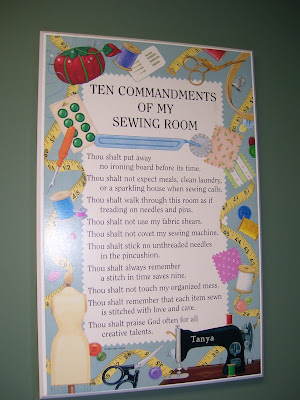 TEN COMMANDMENTS
OF MY
SEWING ROOM
Thou shalt put away
no ironing board before its time.
Thou shalt not expect meals, clean laundry,
or a sparkling house when sewing calls.
Thou shalt walk through this room as if
treading on needles and pins.
Thou shalt not use my fabric shears.
Thou shalt not covet my sewing machine.
Thou shalt stick no unthreaded needles
in the pincushion.
Thou shalt always remember
a stitch in time saves nine.
Thou shalt not touch my organized mess.
Thou shalt remember that each item sewn
is stitched with love and care.
Thou shalt praise God often for all
creative talents.
Tanya